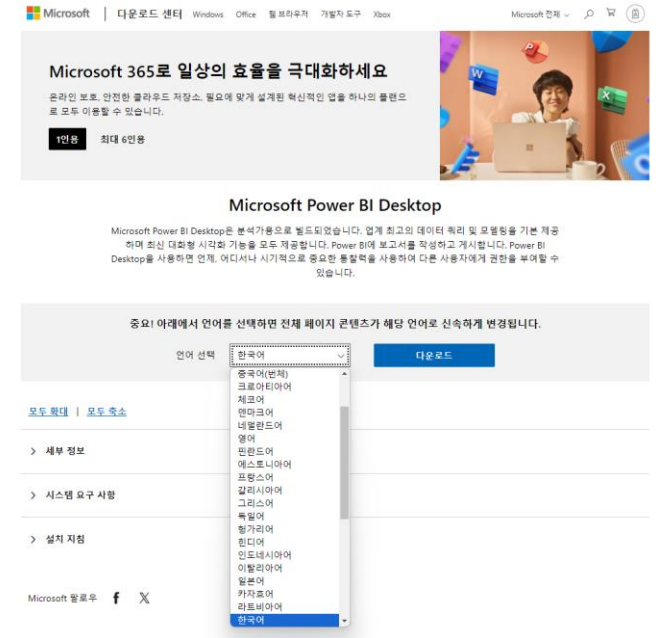 Microsoft | 다운로드 센터 Windows Office 웹 브라우저 개발자 도구 Xbox Microsoft 전체
Microsoft 365로 일상의 효율을 극대화하세요
온라인 보호, 안전한 클라우드 저장소, 필요에 맞게 설계된 혁신적인 앱을 하나의 플랜으
로 모두 이용할 수 있습니다.
1인용 최대 6인용
Microsoft Power BI Desktop
Microsoft Power BI Desktop은 분석가용으로 빌드되었습니다. 업계 최고의 데이터 쿼리 및 모델링을 기본 제공
하며 최신 대화형 시각화 기능을 모두 제공합니다. Power BI에 보고서를 작성하고 게시합니다. Power BI
Desktop을 사용하면 언제, 어디서나 시기적으로 중요한 통찰력을 사용하여 다른 사용자에게 권한을 부여할 수
있습니다.
중요! 아래에서 언어를 선택하면 전체 페이지 콘텐츠가 해당 언어로 신속하게 변경됩니다.
언어 선택 한국어 다운로드
중국어(번체)
크로아티아어
체코어
덴마크어
네덜란드어
영어
핀란드어
에스토니아어
프랑스어
갈리시아어
그리스어
독일어
헝가리어
힌디어
인도네시아어
이탈리아어
일본어
카자흐어
라트비아어
한국어
모두 확대 | 모두 축소
세부 정보
시스템 요구 사항
설치 지침
Microsoft 팔로우